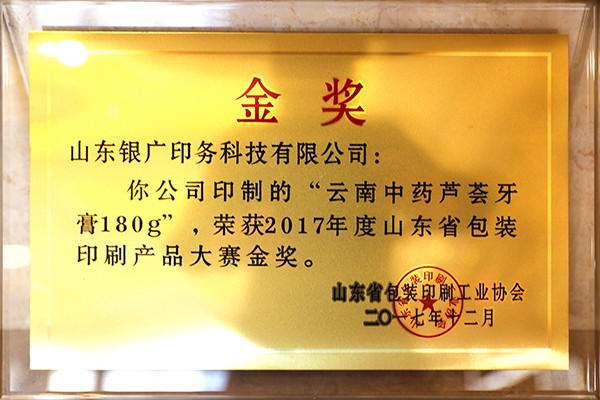 金奖
山东银广印务科技有限公司：
你公司印制的“云南中药芦荟牙
膏180g”，荣获2017年度山东省包装
印刷产品大赛金奖。
山东省包装印刷工业协会
二〇一七年十二月